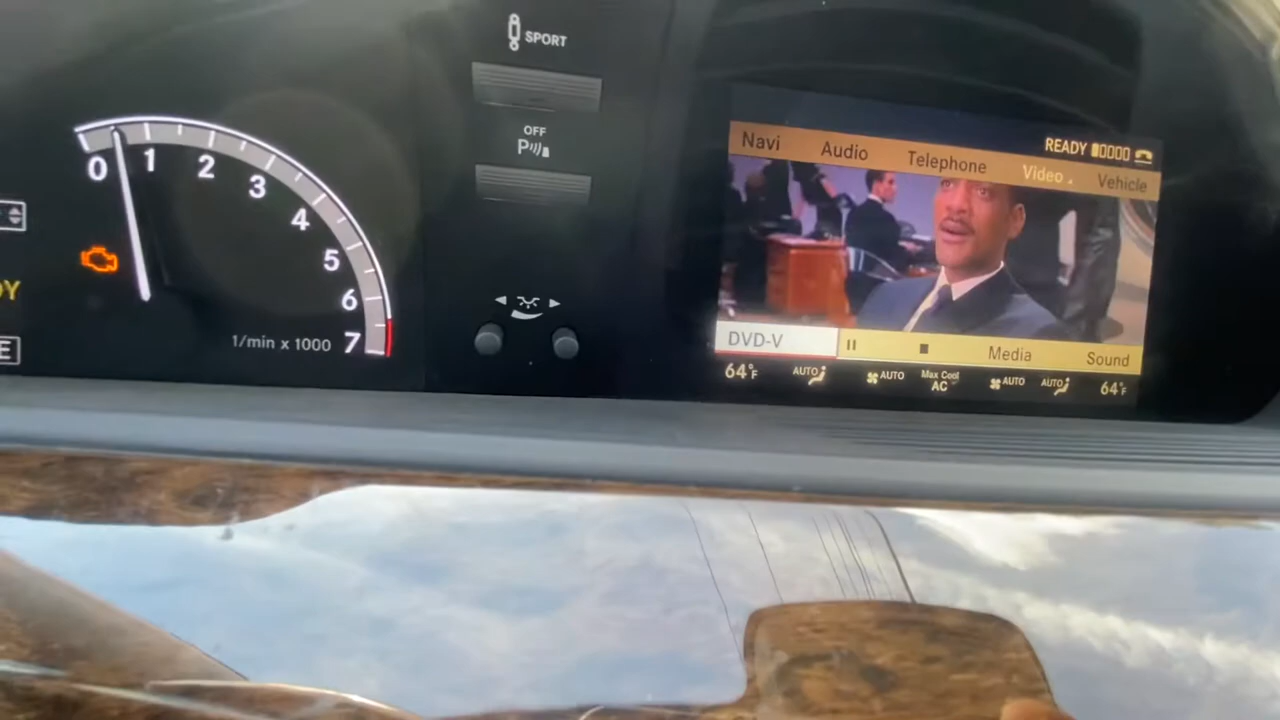 SPORT
OFF
P
0 1 2 3 4 5 6 7
1/min x 1000
DY
E
READY
Navi Audio Telephone Video Vehicle
DVD-V Media Sound
64°F AUTO AUTO Max Cool AC AUTO AUTO 64°F